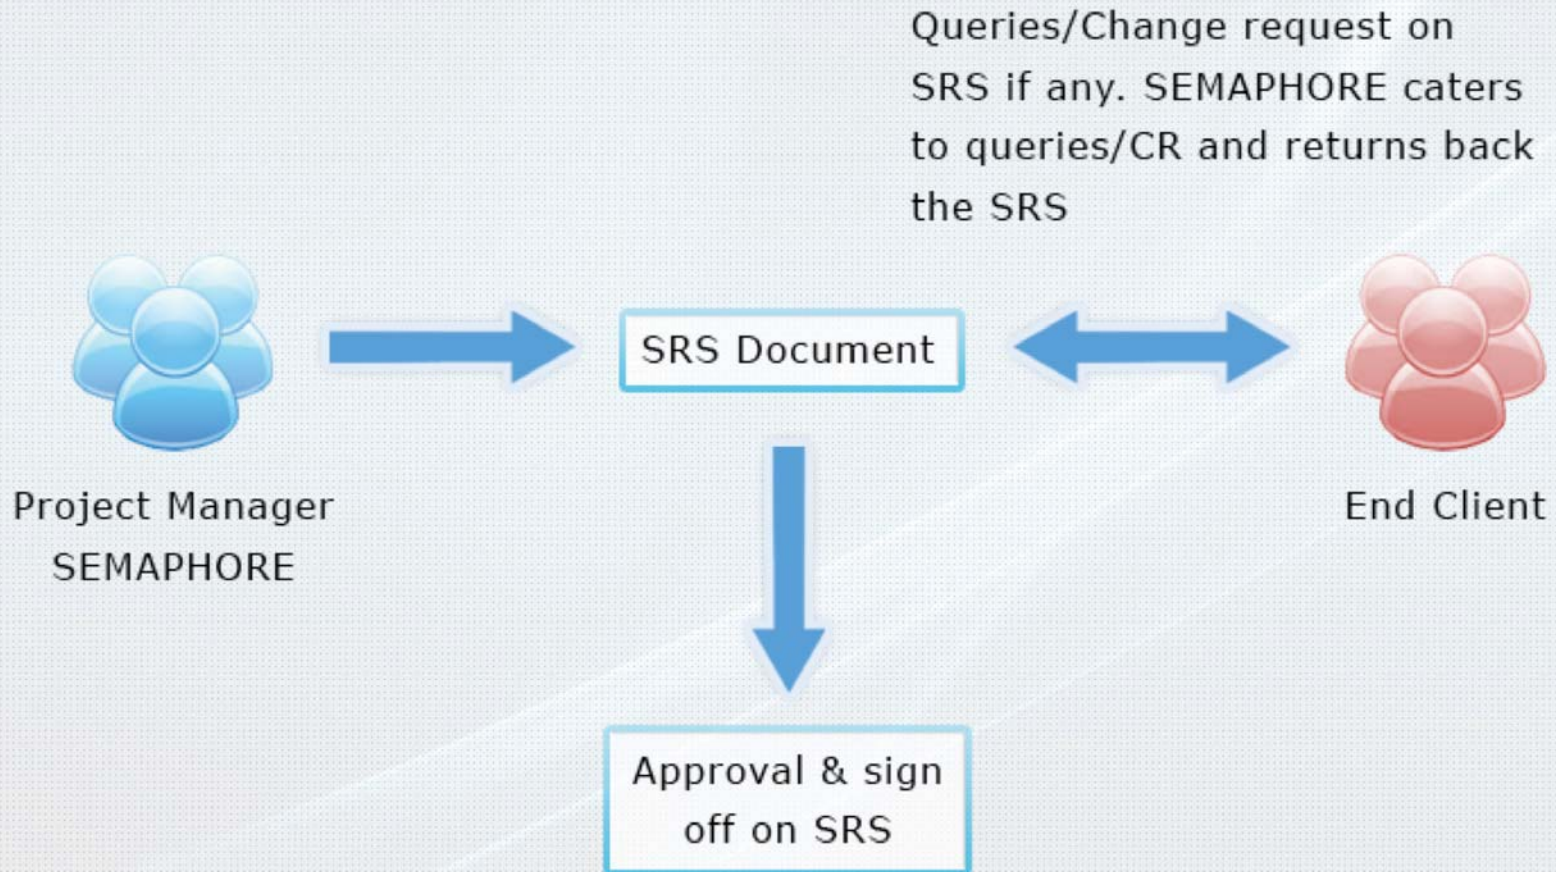 Queries/Change request on
SRS if any. SEMAPHORE caters
to queries/CR and returns back
the SRS
SRS Document
Project Manager
SEMAPHORE
End Client
Approval & sign
off on SRS